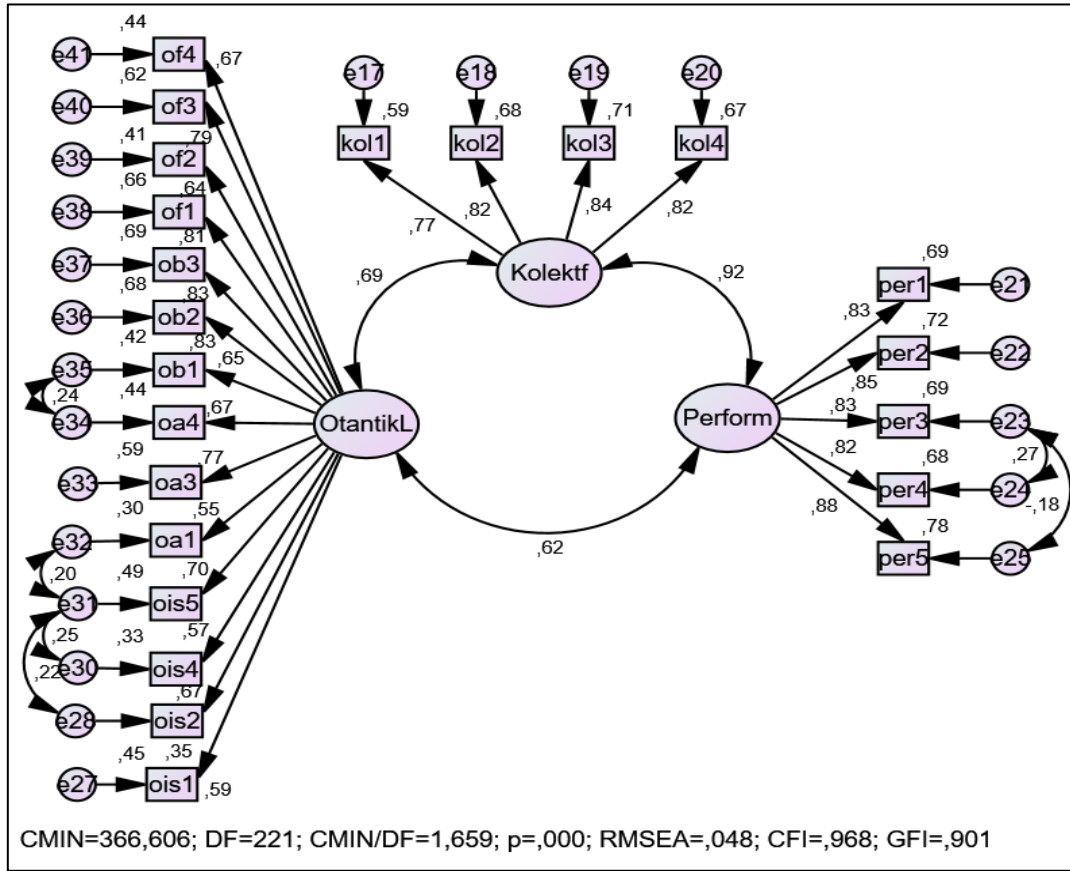 ,44
e41 of4 ,67
,62
e40 of3
,41 ,79
e39 of2
,66 ,64
e38 of1
,69 ,81
e37 ob3
,68 ,83
e36 ob2
,42 ,83
e35 ob1 ,65
,24 ,44
e34 oa4 ,67
,59
e33 oa3 ,77
,30 ,55
e32 oa1
,20 ,49 ,70
e31 ois5
,25 ,33 ,57
,22 e30 ois4
,67
e28 ois2
,45 ,35
e27 ois1 ,59
OtantikL
e17 e18 e19 e20
,59 ,68 ,71 ,67
kol1 kol2 kol3 kol4
,77 ,82 ,84 ,82
Kolektf
,69 ,92
,62
Perform
,69
,83 per1 e21
,72
,85 per2 e22
,69
,83 per3 e23
,27
,68
,82 per4 e24
-,18
,78
,88 per5 e25
CMIN=366,606; DF=221; CMIN/DF=1,659; p=,000; RMSEA=,048; CFI=,968; GFI=,901